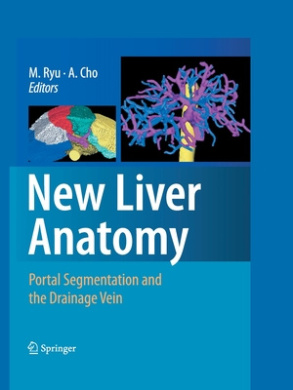 M. Ryu · A. Cho
Editors
New Liver
Anatomy
Portal Segmentation and
the Drainage Vein
Springer